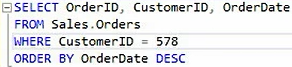 SELECT OrderID, CustomerID, OrderDate
FROM Sales.Orders
WHERE CustomerID = 578
ORDER BY OrderDate DESC